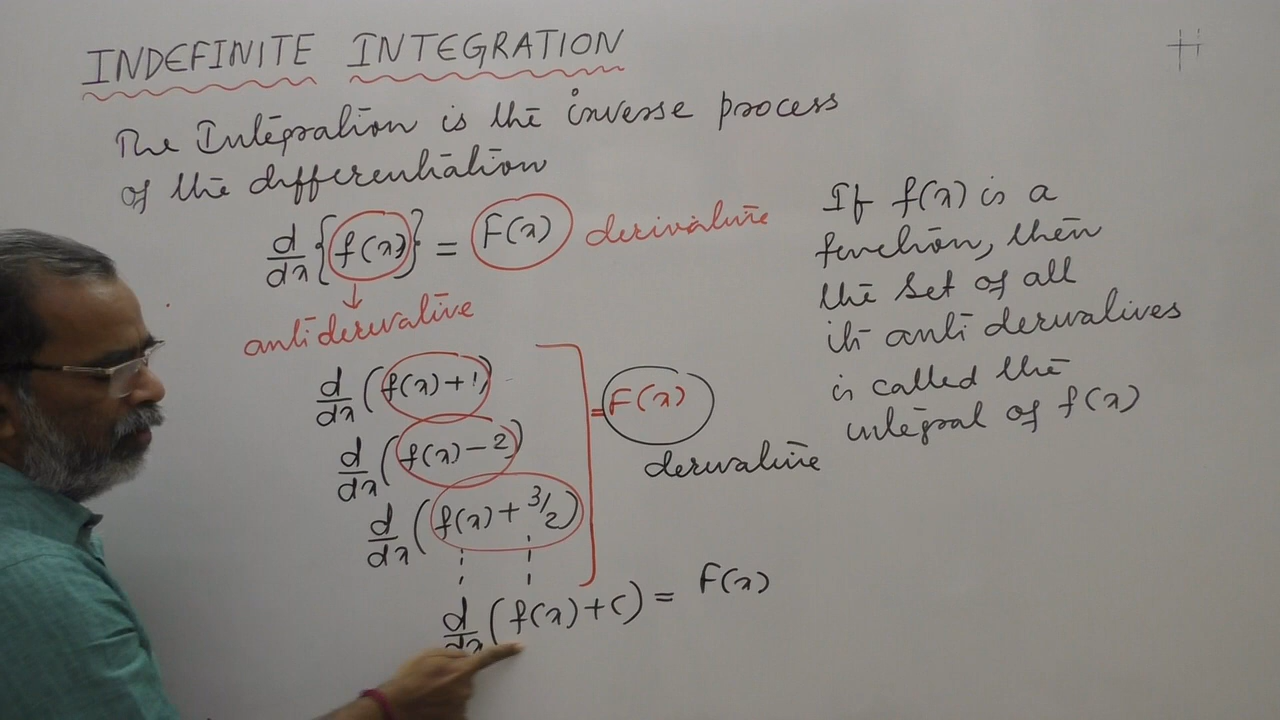 INDEFINITE INTEGRATION
The Integration is the inverse process
of the differentiation
d/dx {f(x)} = F(x) derivative
antiderivative
d/dx (f(x)+1)
d/dx (f(x)-2)
d/dx (f(x)+3/2)
= F(x)
derivative
d/dx (f(x)+c) = F(x)
If f(x) is a
function, then
the set of all
its anti derivatives
is called the
integral of f(x)